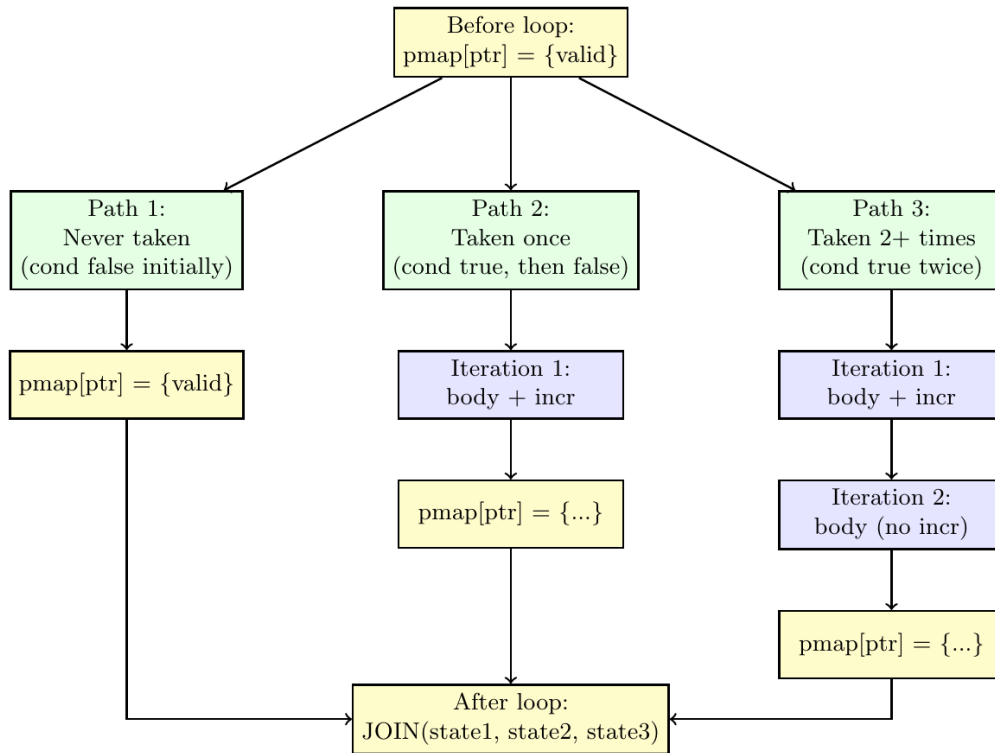 Before loop:
pmap[ptr] = {valid}
Path 1:
Never taken
(cond false initially)
Path 2:
Taken once
(cond true, then false)
Path 3:
Taken 2+ times
(cond true twice)
pmap[ptr] = {valid}
Iteration 1:
body + incr
Iteration 1:
body + incr
pmap[ptr] = {...}
Iteration 2:
body (no incr)
pmap[ptr] = {...}
After loop:
JOIN(state1, state2, state3)